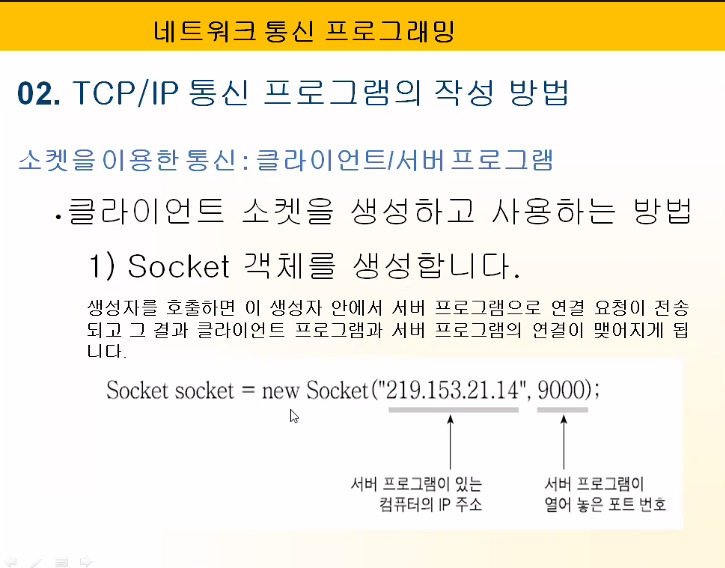 네트워크 통신 프로그래밍
02. TCP/IP 통신 프로그램의 작성 방법
소켓을 이용한 통신 : 클라이언트/서버 프로그램
• 클라이언트 소켓을 생성하고 사용하는 방법
1) Socket 객체를 생성합니다.
생성자를 호출하면 이 생성자 안에서 서버 프로그램으로 연결 요청이 전송
되고 그 결과 클라이언트 프로그램과 서버 프로그램의 연결이 맺어지게 됩
니다.
Socket socket = new Socket("219.153.21.14", 9000);
서버 프로그램이 있는 서버 프로그램이
컴퓨터의 IP 주소 열어 놓은 포트 번호